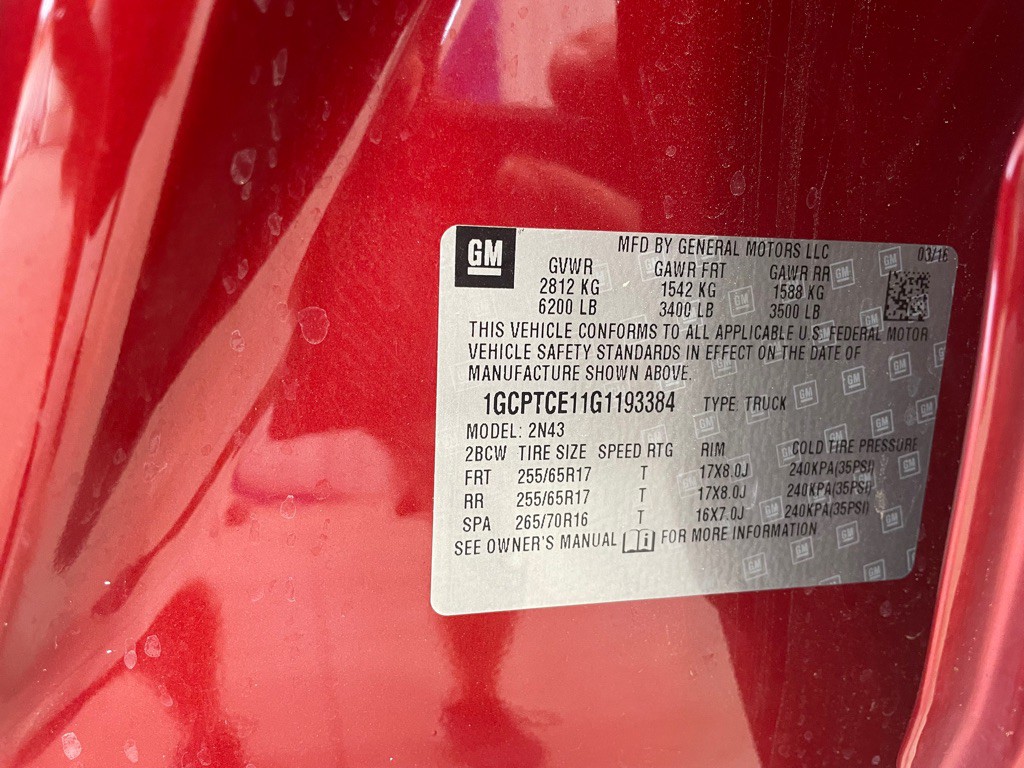 GM
MFD BY GENERAL MOTORS LLC 03/16
GVWR GAWR FRT GAWR RR
2812 KG 1542 KG 1588 KG
6200 LB 3400 LB 3500 LB
THIS VEHICLE CONFORMS TO ALL APPLICABLE U.S. FEDERAL MOTOR
VEHICLE SAFETY STANDARDS IN EFFECT ON THE DATE OF
MANUFACTURE SHOWN ABOVE.
1GCPTCE11G1193384 TYPE: TRUCK
MODEL: 2N43
2BCW TIRE SIZE SPEED RTG RIM COLD TIRE PRESSURE
FRT 255/65R17 T 17X8.0J 240KPA(35PSI)
RR 255/65R17 T 17X8.0J 240KPA(35PSI)
SPA 265/70R16 T 16X7.0J 240KPA(35PSI)
SEE OWNER'S MANUAL i FOR MORE INFORMATION